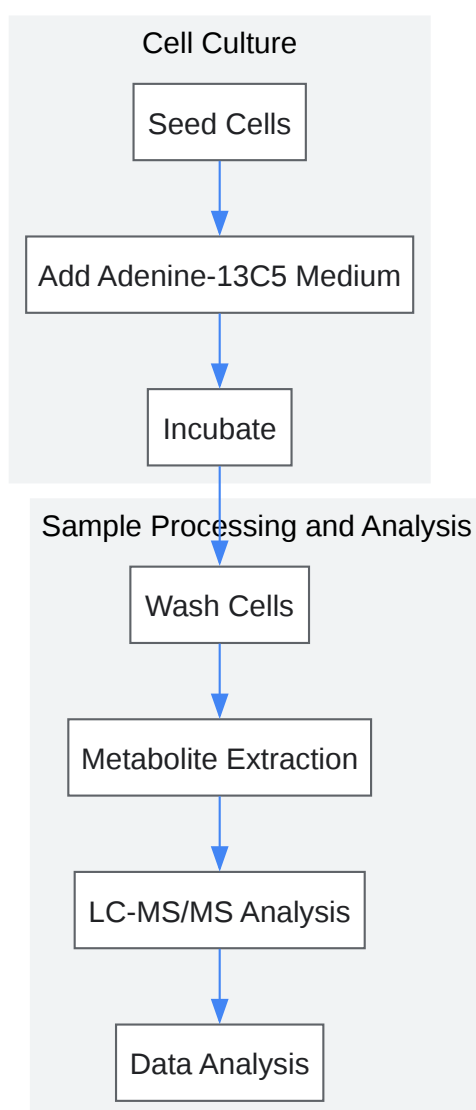 Cell Culture
Seed Cells
Add Adenine-13C5 Medium
Incubate
Sample Processing and Analysis
Wash Cells
Metabolite Extraction
LC-MS/MS Analysis
Data Analysis